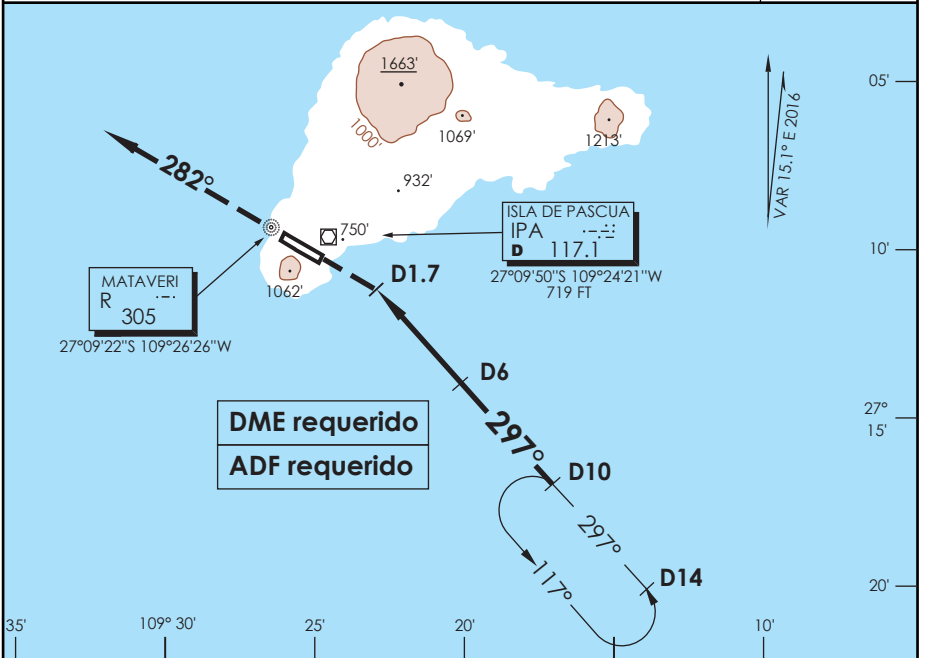 1663'
05'
VAR 15.1° E 2016
1000'
1069'
1213'
282°
932'
ISLA DE PASCUA
IPA
D 117.1
27°09'50"S 109°24'21"W
719 FT
750'
10'
MATAVERI
R
305
27°09'22"S 109°26'26"W
1062'
D1.7
D6
DME requerido
ADF requerido
27°
15'
297°
D10
297°
117°
D14
20'
35'
109° 30'
25'
20'
10'